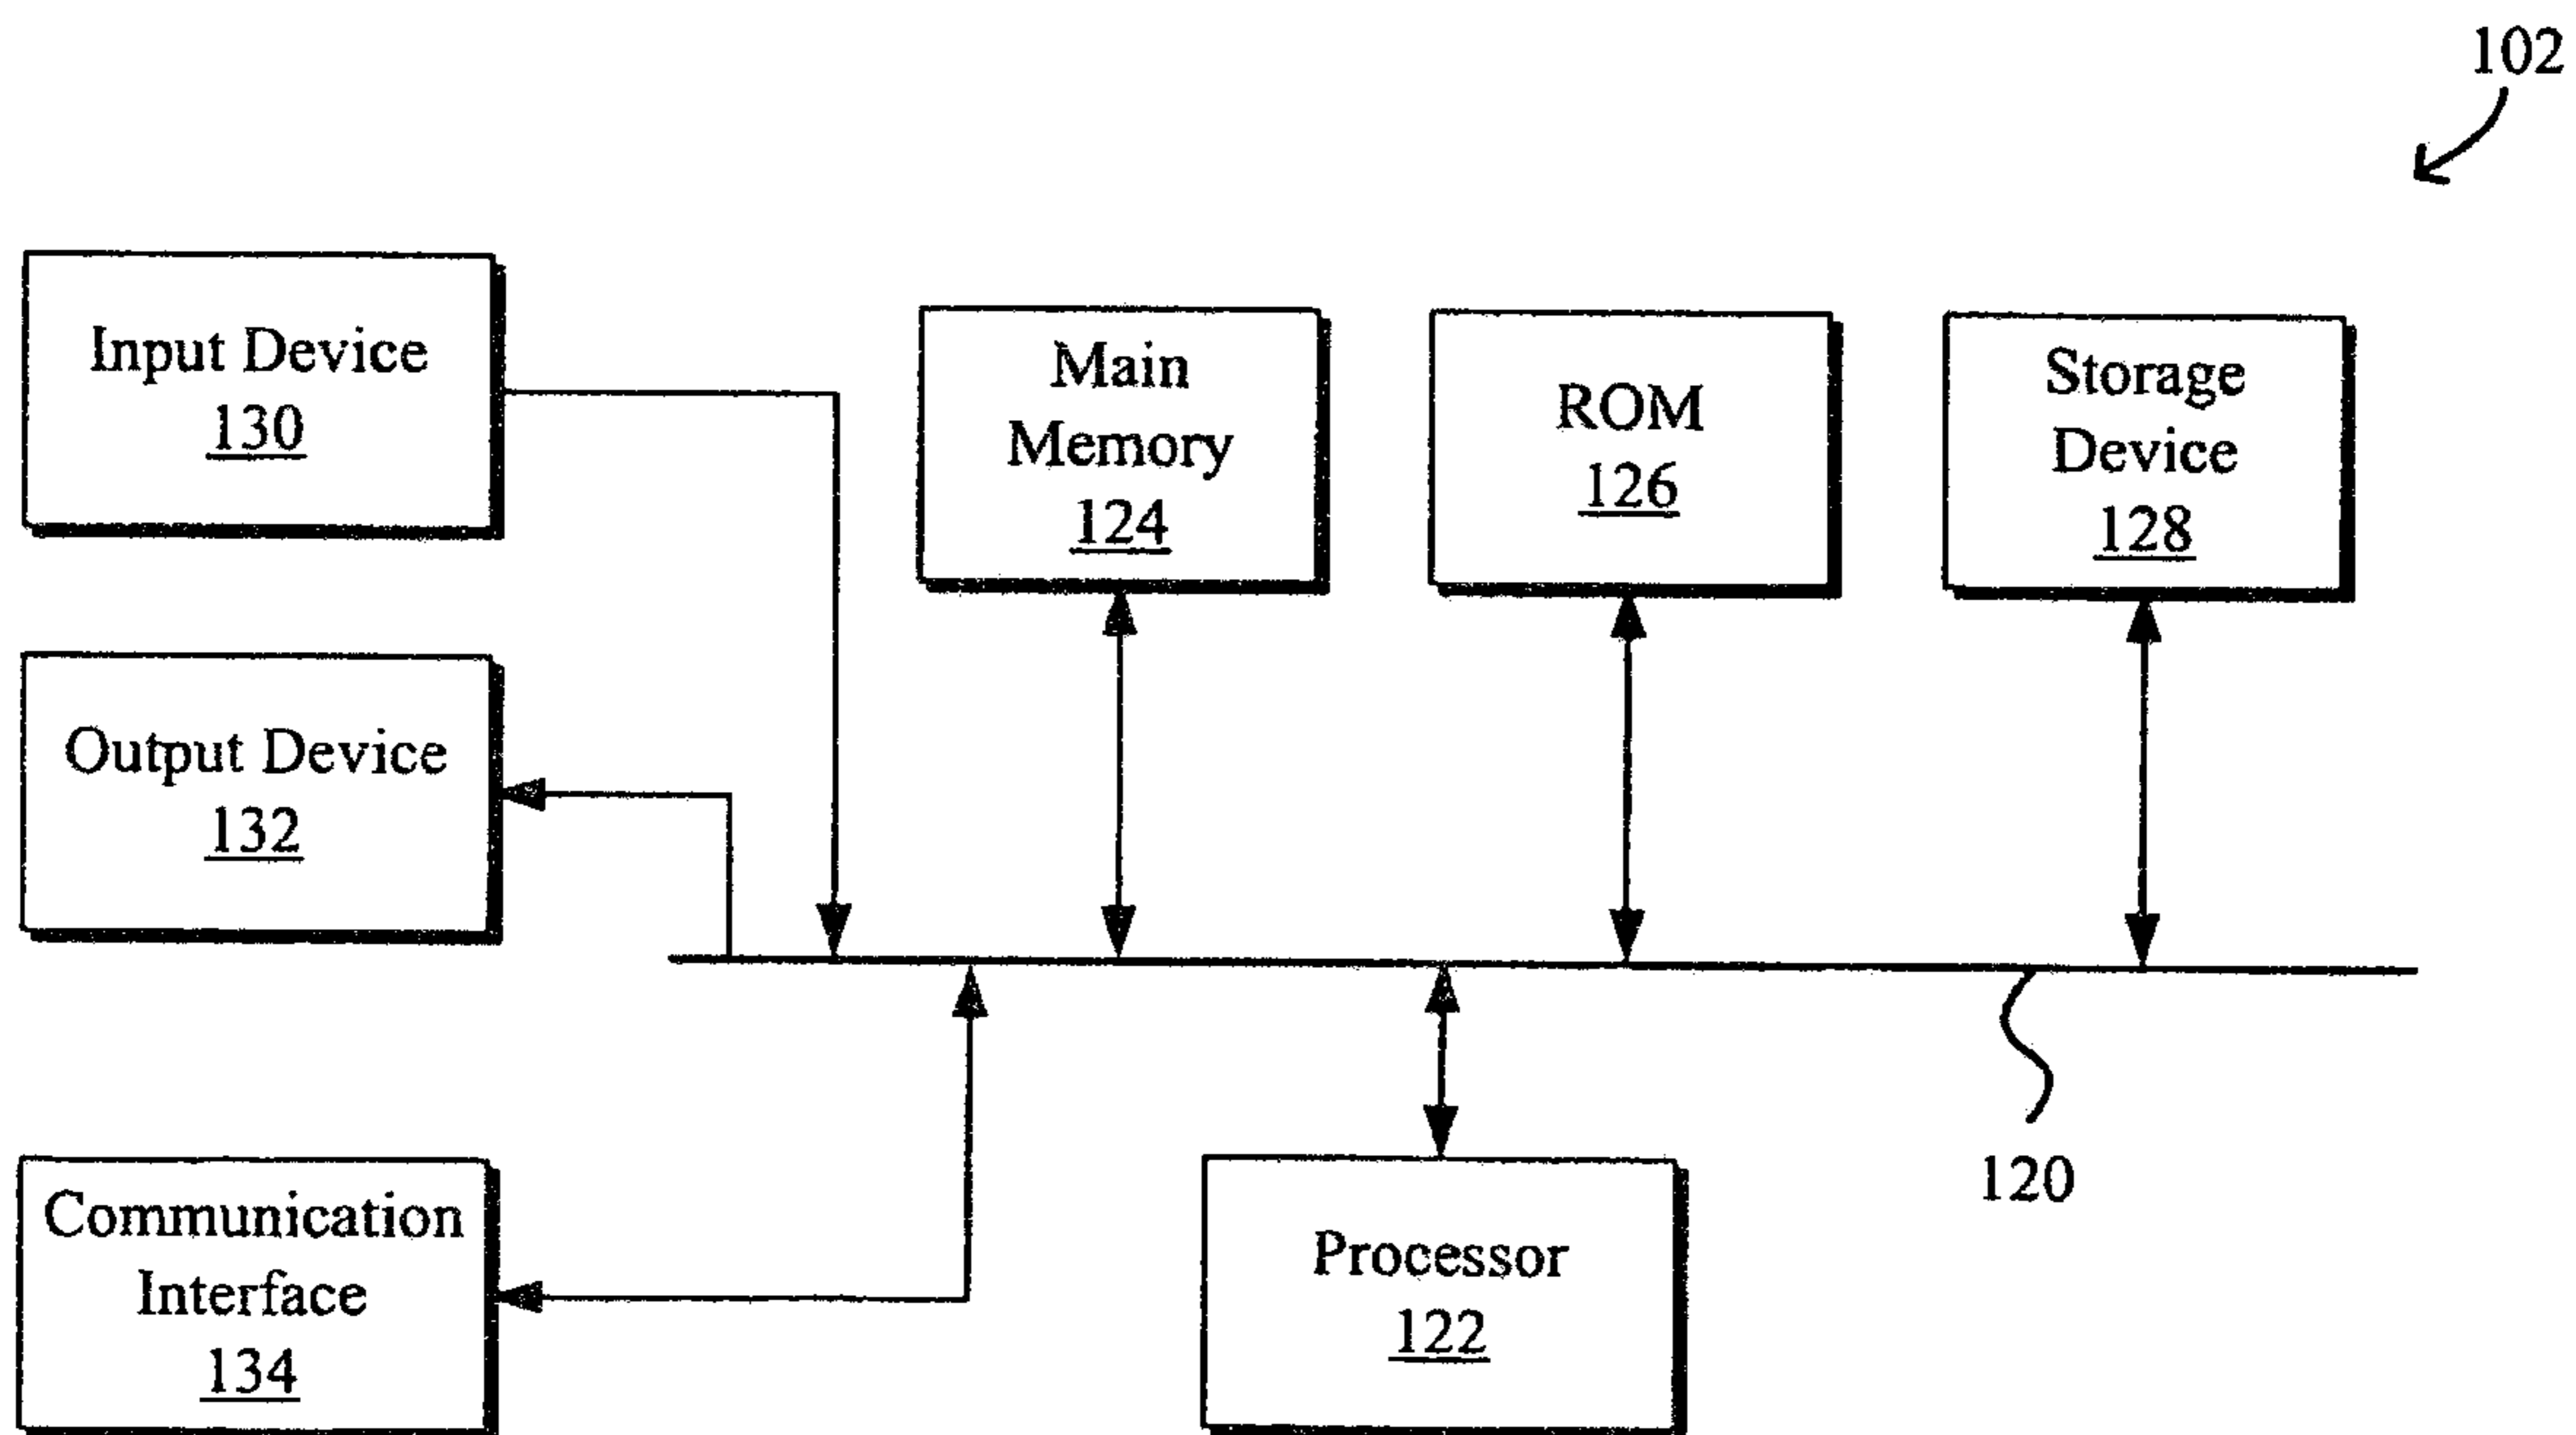 102
Input Device
130
Main
Memory
124
ROM
126
Storage
Device
128
Output Device
132
120
Communication
Interface
134
Processor
122